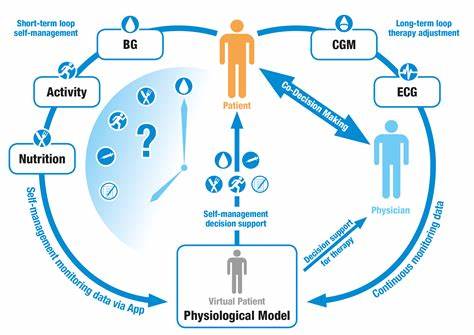 Short-term loop
self-management
Long-term loop
therapy adjustment
BG
CGM
Activity
ECG
Patient
Nutrition
?
Co-Decision Making
Physician
Self-management
decision support
Self-management monitoring data via App
Decision support
for therapy
Continuous monitoring data
Virtual Patient
Physiological Model